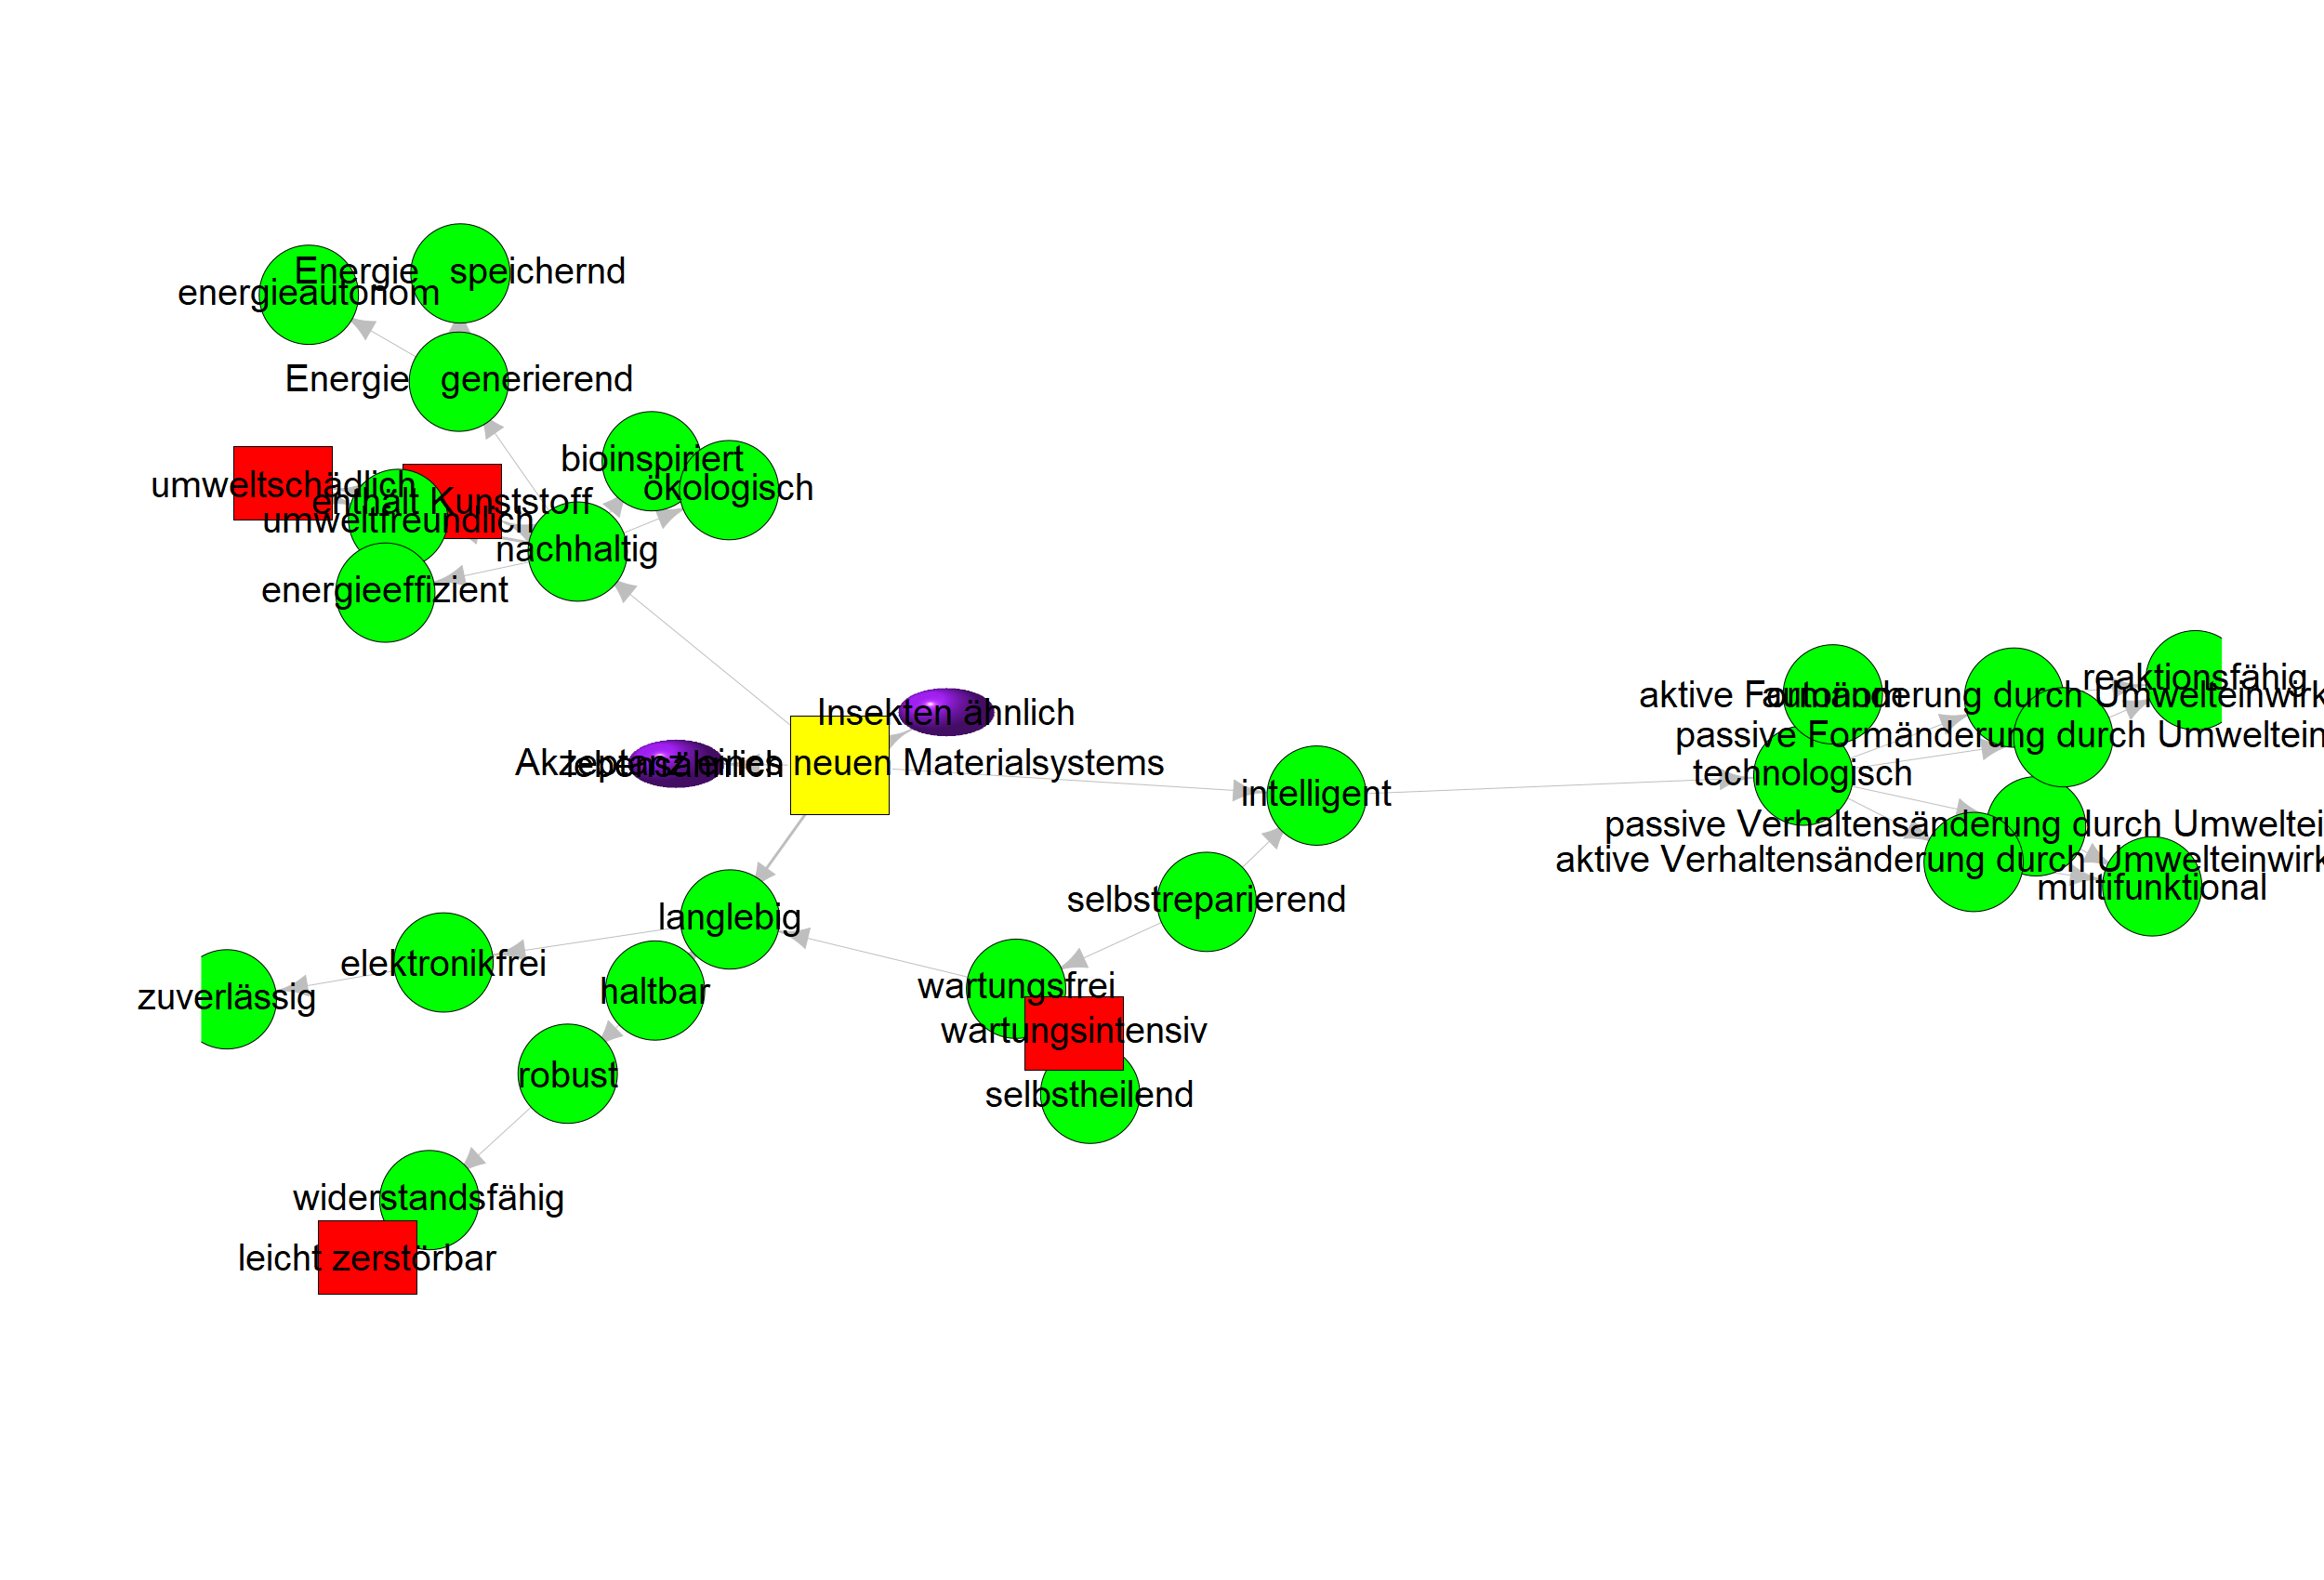 Energie speichernd
energieautonom
Energie generierend
bioinspiriert
umweltschädlich
ökologisch
enthält Kunststoff
umweltfreundlich
nachhaltig
energieeffizient
reaktionsfähig
aktive Formänderung durch Umwelteinwirk
autonom
Insekten ähnlich
passive Formänderung durch Umweltein
Akzeptanz eines neuen Materialsystems
lebensähnlich
technologisch
intelligent
passive Verhaltensänderung durch Umweltei
aktive Verhaltensänderung durch Umwelteinwirk
multifunktional
selbstreparierend
langlebig
elektronikfrei
wartungsfrei
haltbar
zuverlässig
wartungsintensiv
robust
selbstheilend
widerstandsfähig
leicht zerstörbar